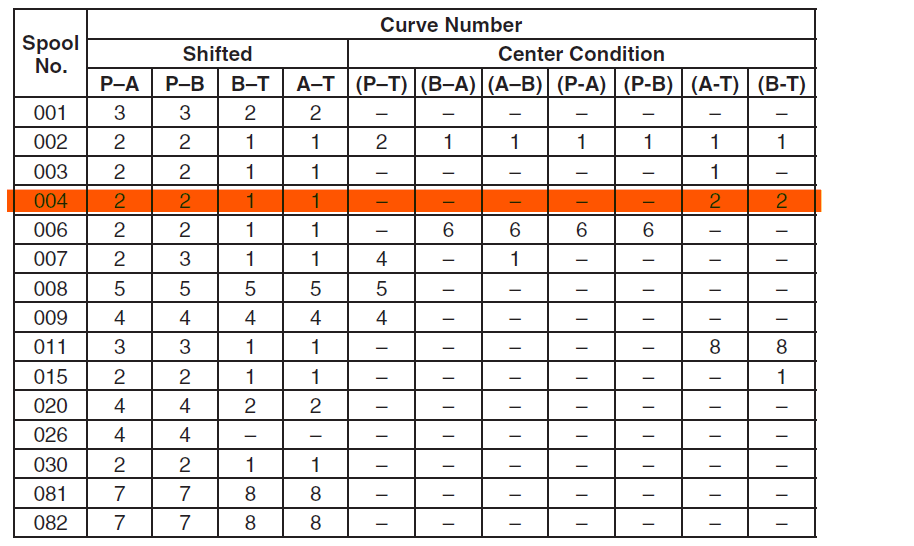 Curve Number
Spool No.
Shifted Center Condition
P–A P–B B–T A–T (P–T) (B–A) (A–B) (P-A) (P-B) (A-T) (B-T)
001 3 3 2 2 – – – – – – –
002 2 2 1 1 2 1 1 1 1 1 1
003 2 2 1 1 – – – – – 1 –
004 2 2 1 1 – – – – – 2 2
006 2 2 1 1 – 6 6 6 6 – –
007 2 3 1 1 4 – 1 – – – –
008 5 5 5 5 5 – – – – – –
009 4 4 4 4 4 – – – – – –
011 3 3 1 1 – – – – – 8 8
015 2 2 1 1 – – – – – – 1
020 4 4 2 2 – – – – – – –
026 4 4 – – – – – – – – –
030 2 2 1 1 – – – – – – –
081 7 7 8 8 – – – – – – –
082 7 7 8 8 – – – – – – –